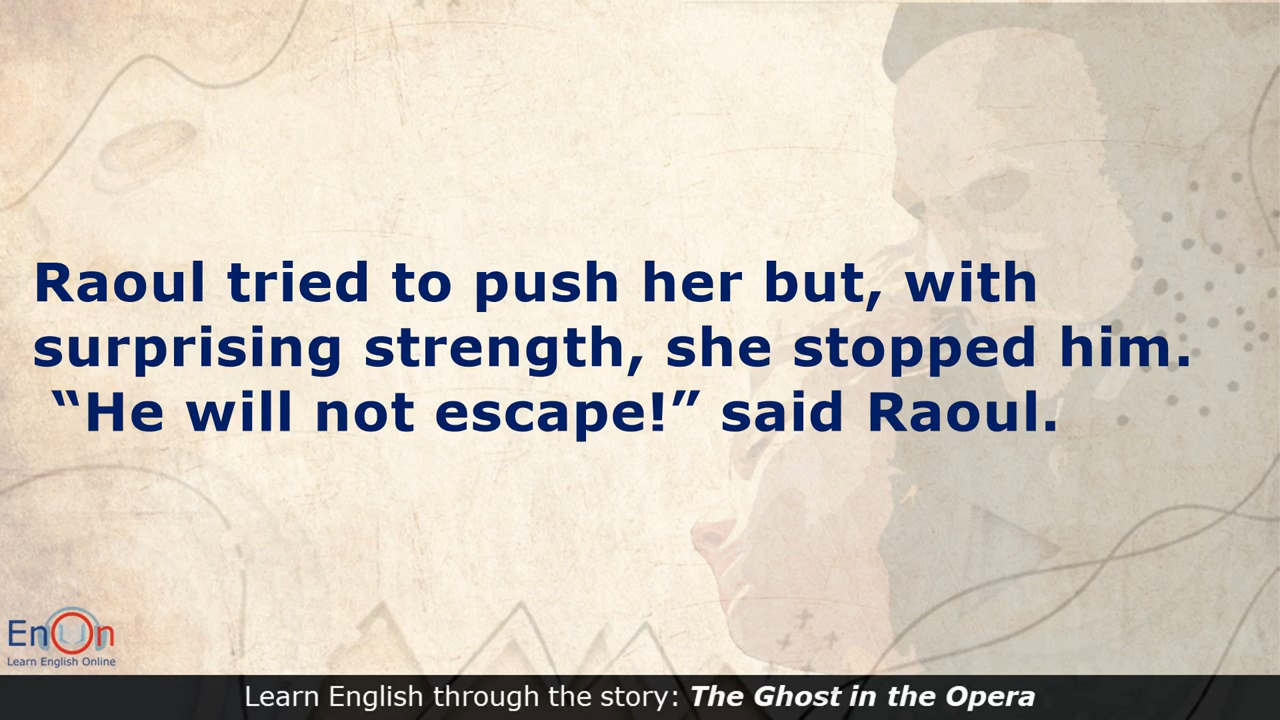 Raoul tried to push her but, with
surprising strength, she stopped him.
“He will not escape!” said Raoul.
EnOn
Learn English Online
Learn English through the story: The Ghost in the Opera